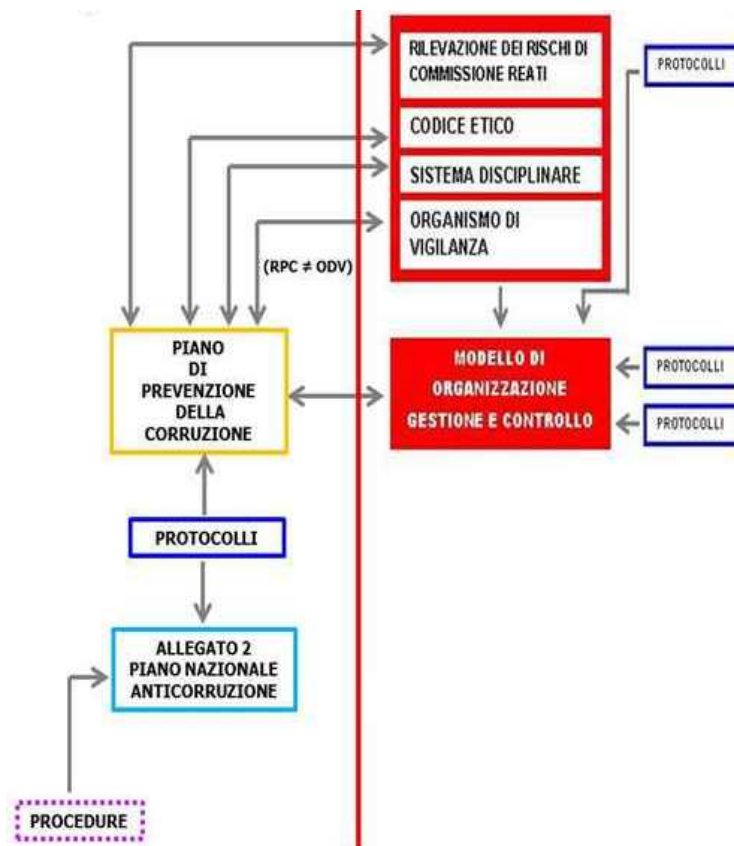 RILEVAZIONE DEI RISCHI DI
COMMISSIONE REATI
PROTOCOLLI
CODICE ETICO
SISTEMA DISCIPLINARE
ORGANISMO DI
VIGILANZA
(RPC ≠ ODV)
PIANO
DI
PREVENZIONE
DELLA
CORRUZIONE
MODELLO DI
ORGANIZZAZIONE
GESTIONE E CONTROLLO
PROTOCOLLI
PROTOCOLLI
PROTOCOLLI
ALLEGATO 2
PIANO NAZIONALE
ANTICORRUZIONE
PROCEDURE